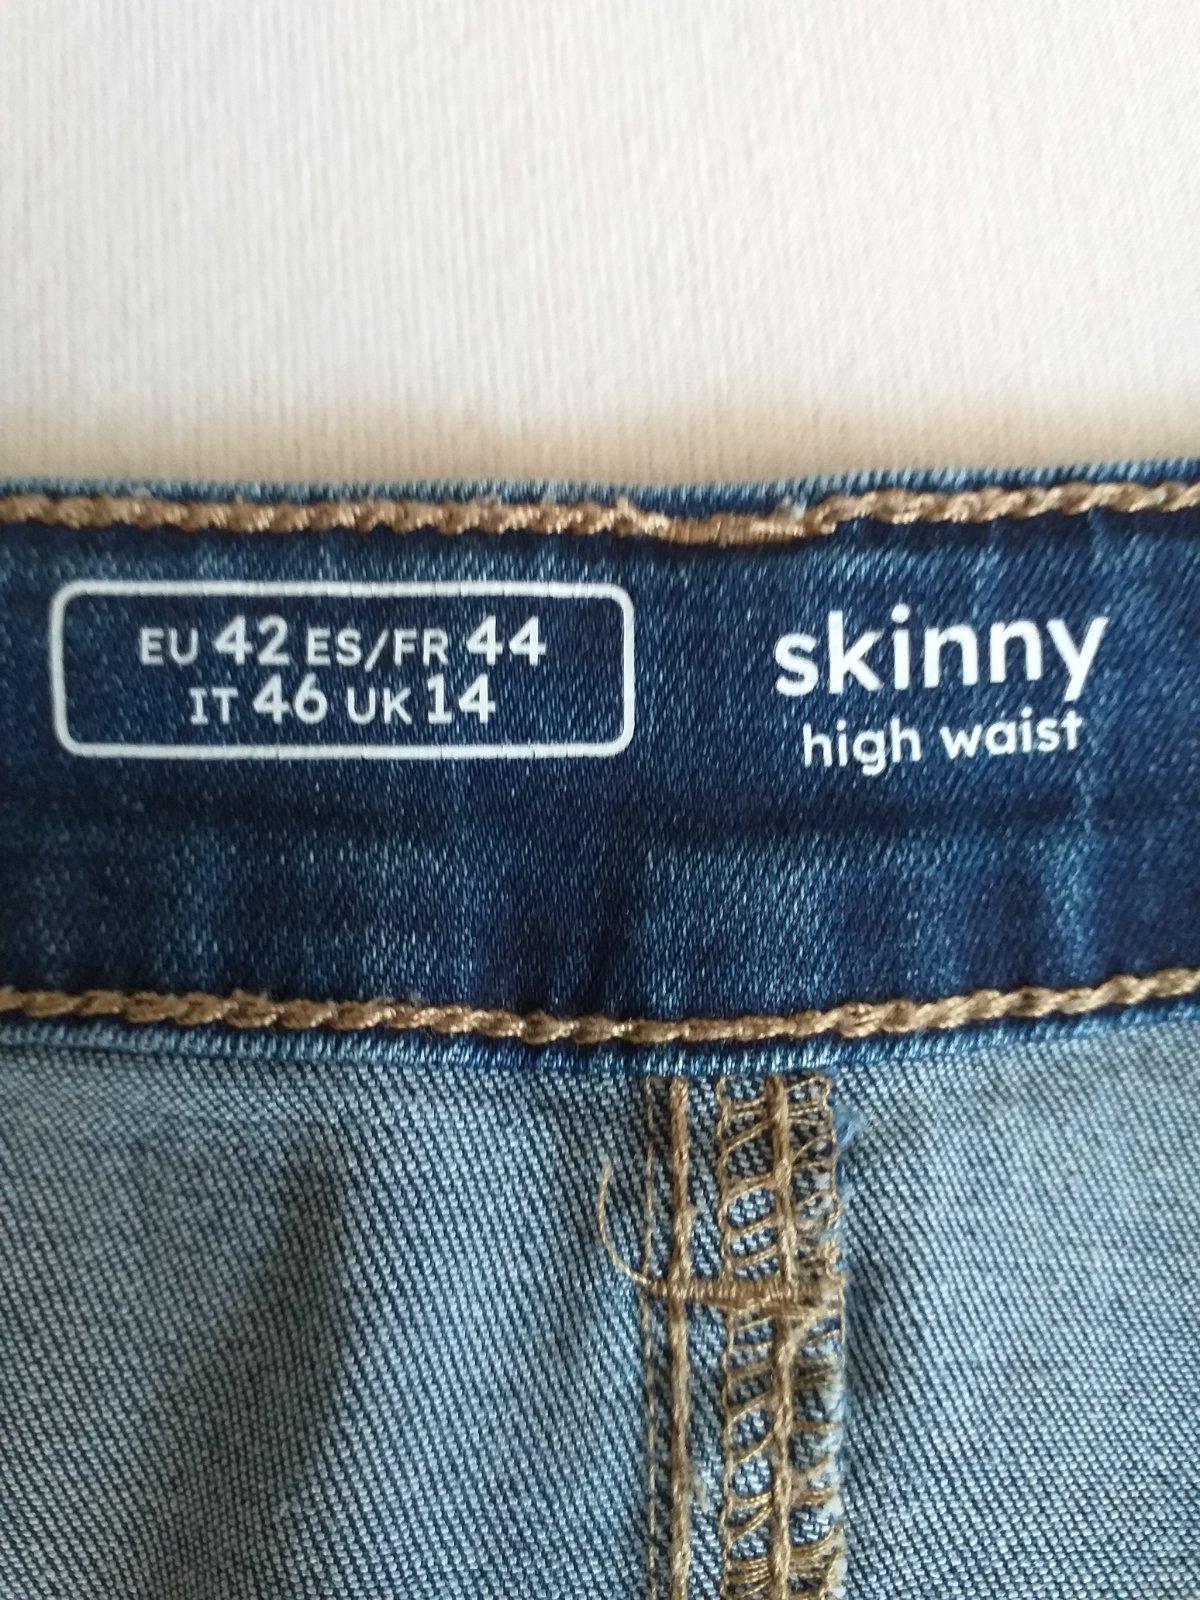 EU 42 ES/FR 44
IT 46 UK 14
skinny
high waist